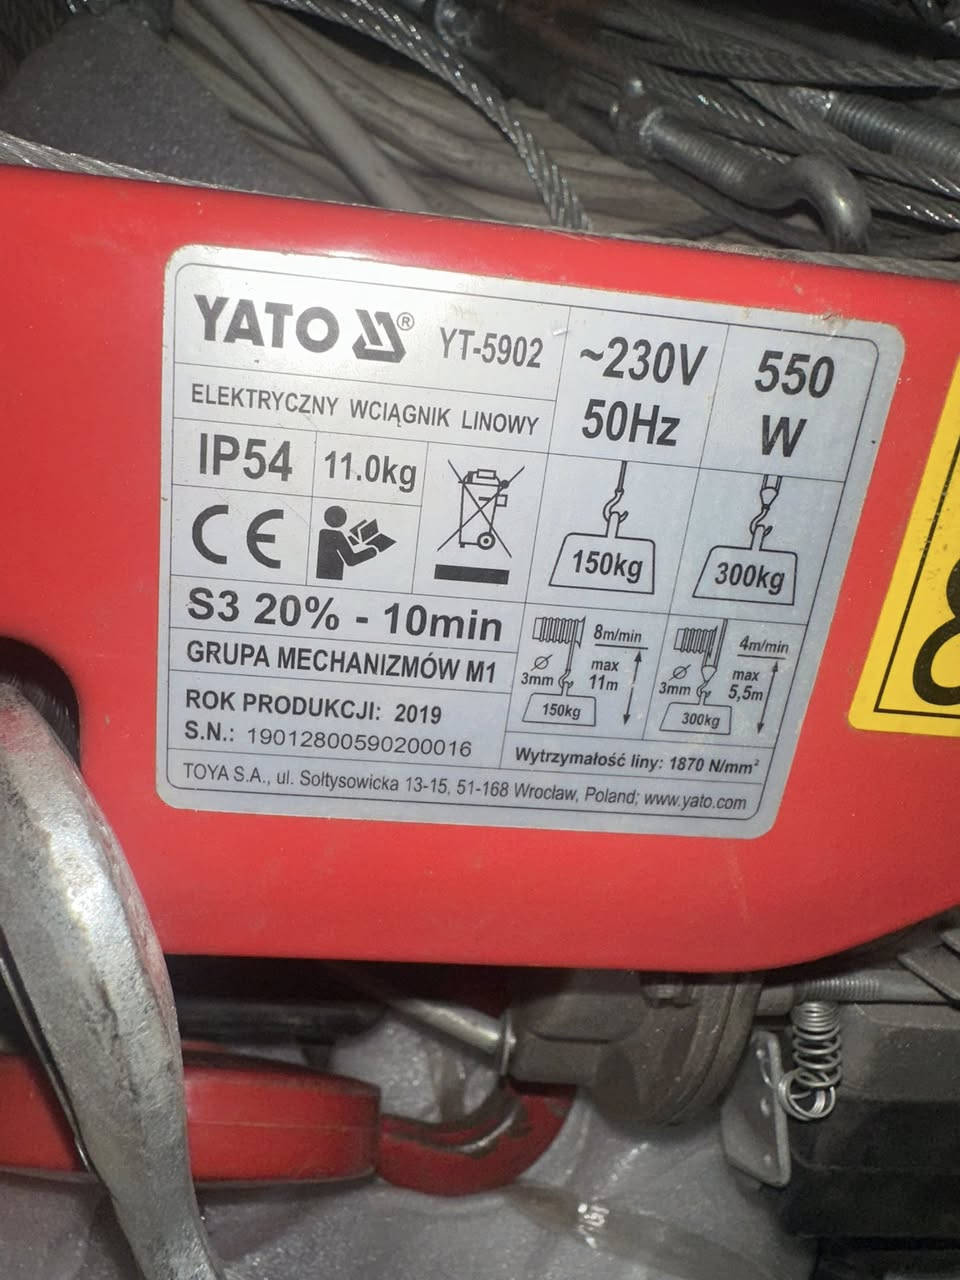 YATO ® YT-5902
~230V
50Hz
550
W
ELEKTRYCZNY WCIĄGNIK LINOWY
IP54
11.0kg
CE
150kg
300kg
S3 20% - 10min
GRUPA MECHANIZMÓW M1
ROK PRODUKCJI: 2019
S.N.: 19012800590200016
8m/min
Ø
3mm
max
11m
150kg
4m/min
Ø
3mm
max
5,5m
300kg
Wytrzymałość liny: 1870 N/mm²
TOYA S.A., ul. Sołtysowicka 13-15, 51-168 Wrocław, Poland; www.yato.com